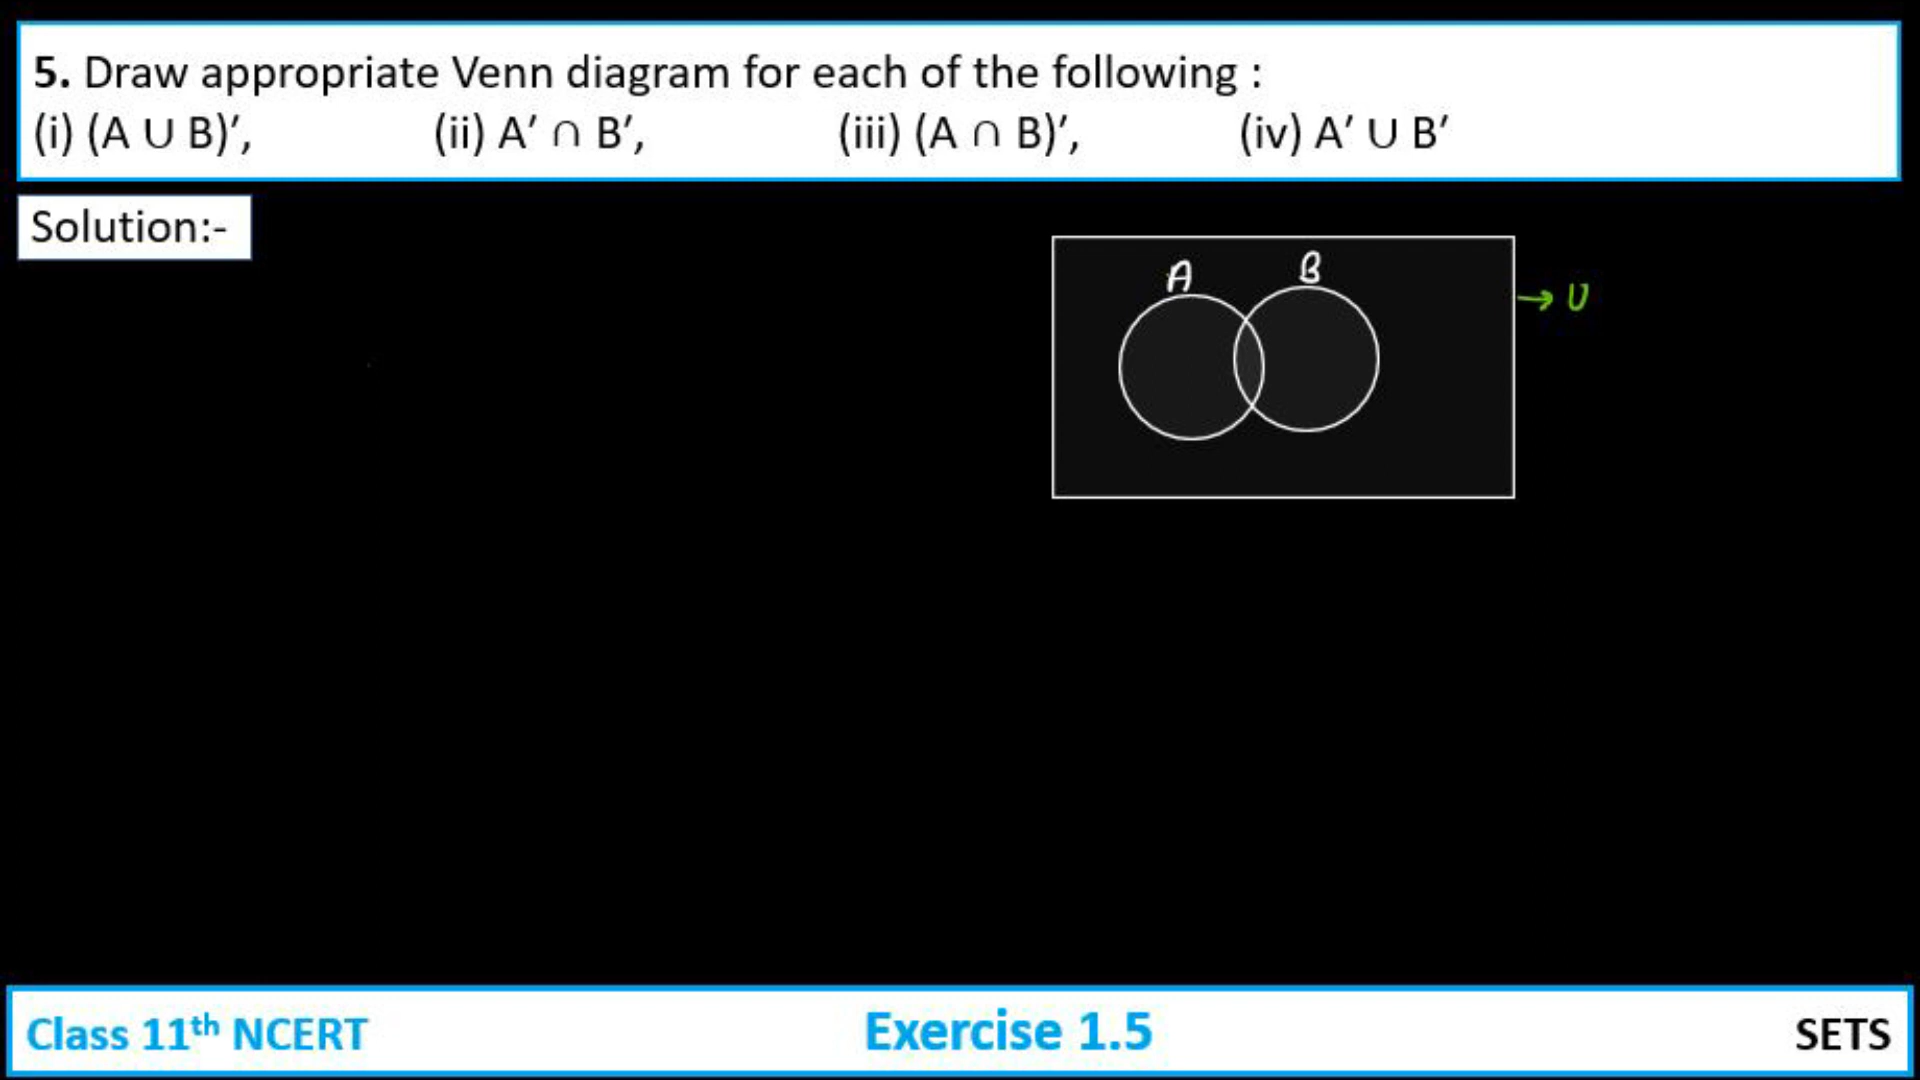 5. Draw appropriate Venn diagram for each of the following :
(i) (A ∪ B)′, (ii) A′ ∩ B′, (iii) (A ∩ B)′, (iv) A′ ∪ B′
Solution:-
A B
→ U
Class 11th NCERT Exercise 1.5 SETS